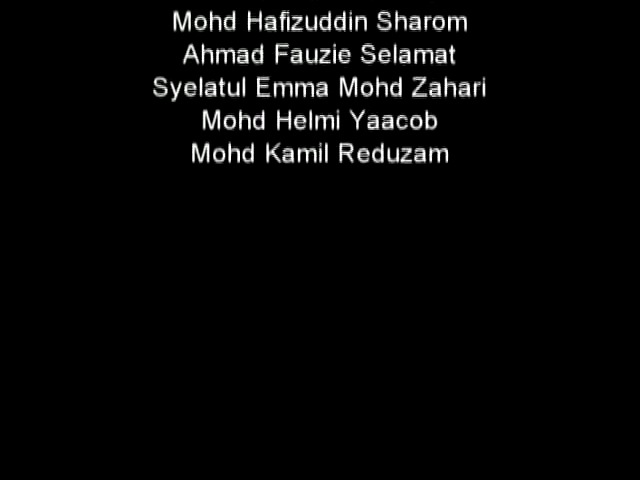 Mohd Hafizuddin Sharom
Ahmad Fauzie Selamat
Syelatul Emma Mohd Zahari
Mohd Helmi Yaacob
Mohd Kamil Reduzam